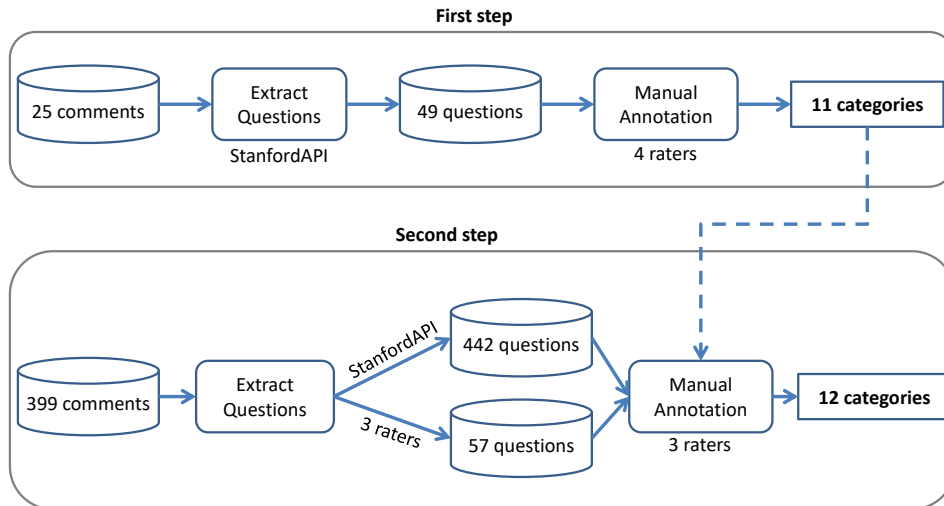 First step
25 comments
Extract
Questions
StanfordAPI
49 questions
Manual
Annotation
4 raters
11 categories
Second step
399 comments
Extract
Questions
StanfordAPI
3 raters
442 questions
57 questions
Manual
Annotation
3 raters
12 categories